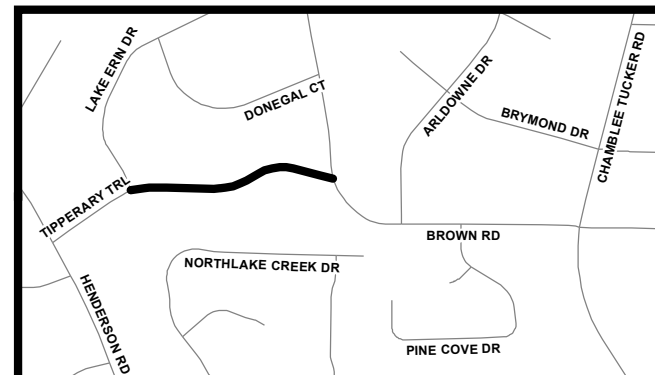 LAKE ERIN DR
DONEGAL CT
ARLDOWNE DR
BRYMOND DR
CHAMBLEE TUCKER RD
TIPPERARY TRL
BROWN RD
NORTHLAKE CREEK DR
HENDERSON RD
PINE COVE DR